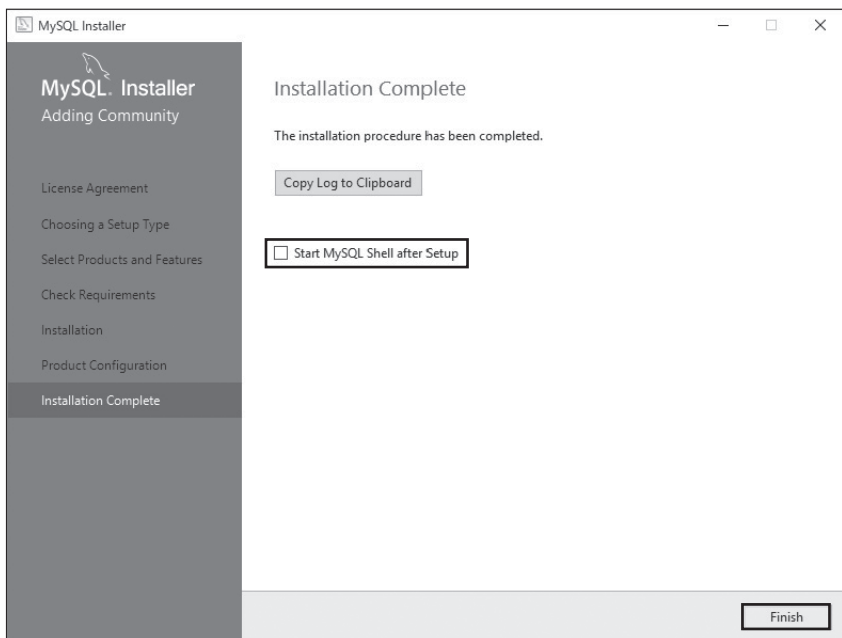 MySQL Installer
MySQL. Installer
Adding Community
License Agreement
Choosing a Setup Type
Select Products and Features
Check Requirements
Installation
Product Configuration
Installation Complete
Installation Complete
The installation procedure has been completed.
Copy Log to Clipboard
Start MySQL Shell after Setup
Finish